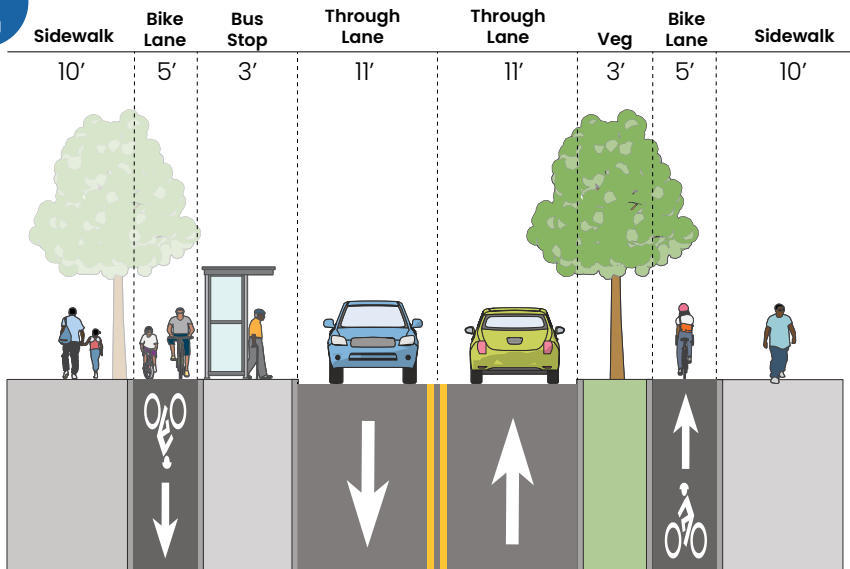 Sidewalk
Bike
Lane
Bus
Stop
Through
Lane
Through
Lane
Veg
Bike
Lane
Sidewalk
10’ 5’ 3’ 11’ 11’ 3’ 5’ 10’